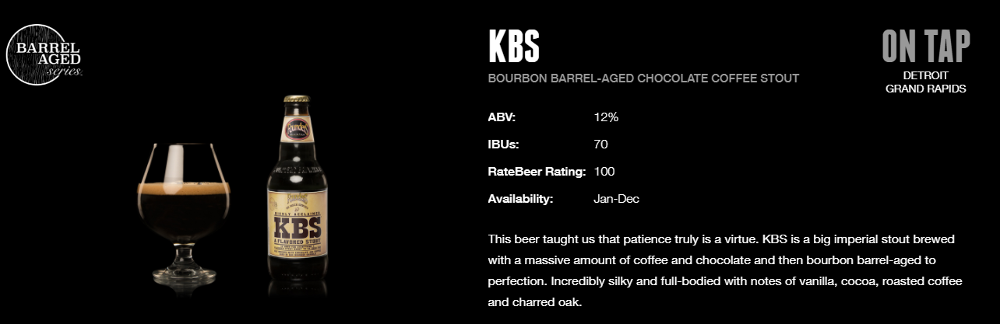 BARREL
AGED
series
KBS
BOURBON BARREL-AGED CHOCOLATE COFFEE STOUT
ON TAP
DETROIT
GRAND RAPIDS
ABV: 12%
IBUs: 70
RateBeer Rating: 100
Availability: Jan-Dec
This beer taught us that patience truly is a virtue. KBS is a big imperial stout brewed
with a massive amount of coffee and chocolate and then bourbon barrel-aged to
perfection. Incredibly silky and full-bodied with notes of vanilla, cocoa, roasted coffee
and charred oak.
Founders
HIGHLY ACCLAIMED
KBS
A FLAVORED STOUT